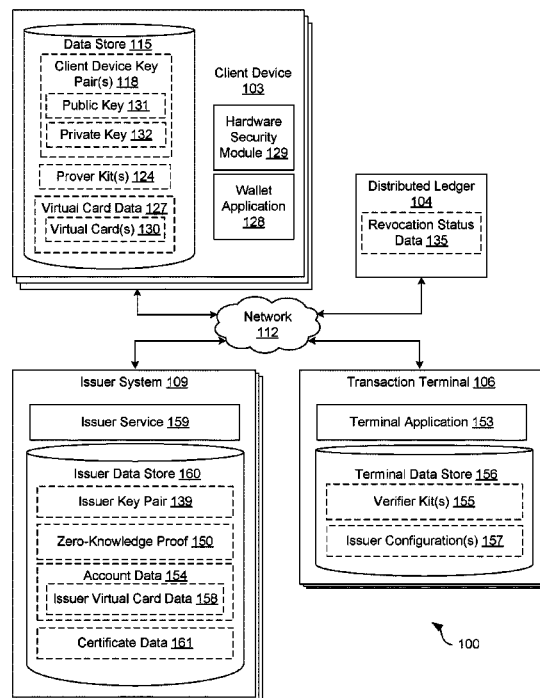 Data Store 115
Client Device Key
Pair(s) 118
Public Key 131
Private Key 132
Prover Kit(s) 124
Virtual Card Data 127
Virtual Card(s) 130
Client Device
103
Hardware
Security
Module 129
Wallet
Application
128
Distributed Ledger
104
Revocation Status
Data 135
Network
112
Issuer System 109
Issuer Service 159
Issuer Data Store 160
Issuer Key Pair 139
Zero-Knowledge Proof 150
Account Data 154
Issuer Virtual Card Data 158
Certificate Data 161
Transaction Terminal 106
Terminal Application 153
Terminal Data Store 156
Verifier Kit(s) 155
Issuer Configuration(s) 157
100